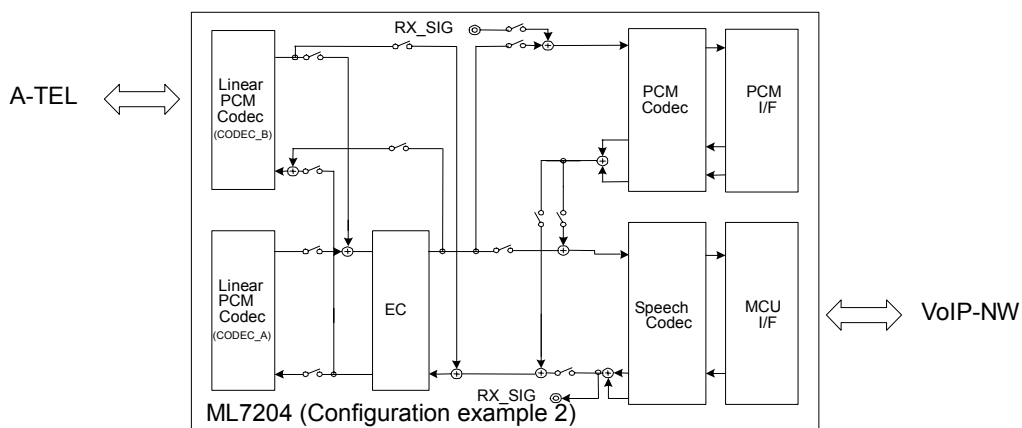 RX_SIG
A-TEL
Linear
PCM
Codec
(CODEC_B)
PCM
Codec
PCM
I/F
Linear
PCM
Codec
(CODEC_A)
EC
Speech
Codec
MCU
I/F
VoIP-NW
RX_SIG
ML7204 (Configuration example 2)